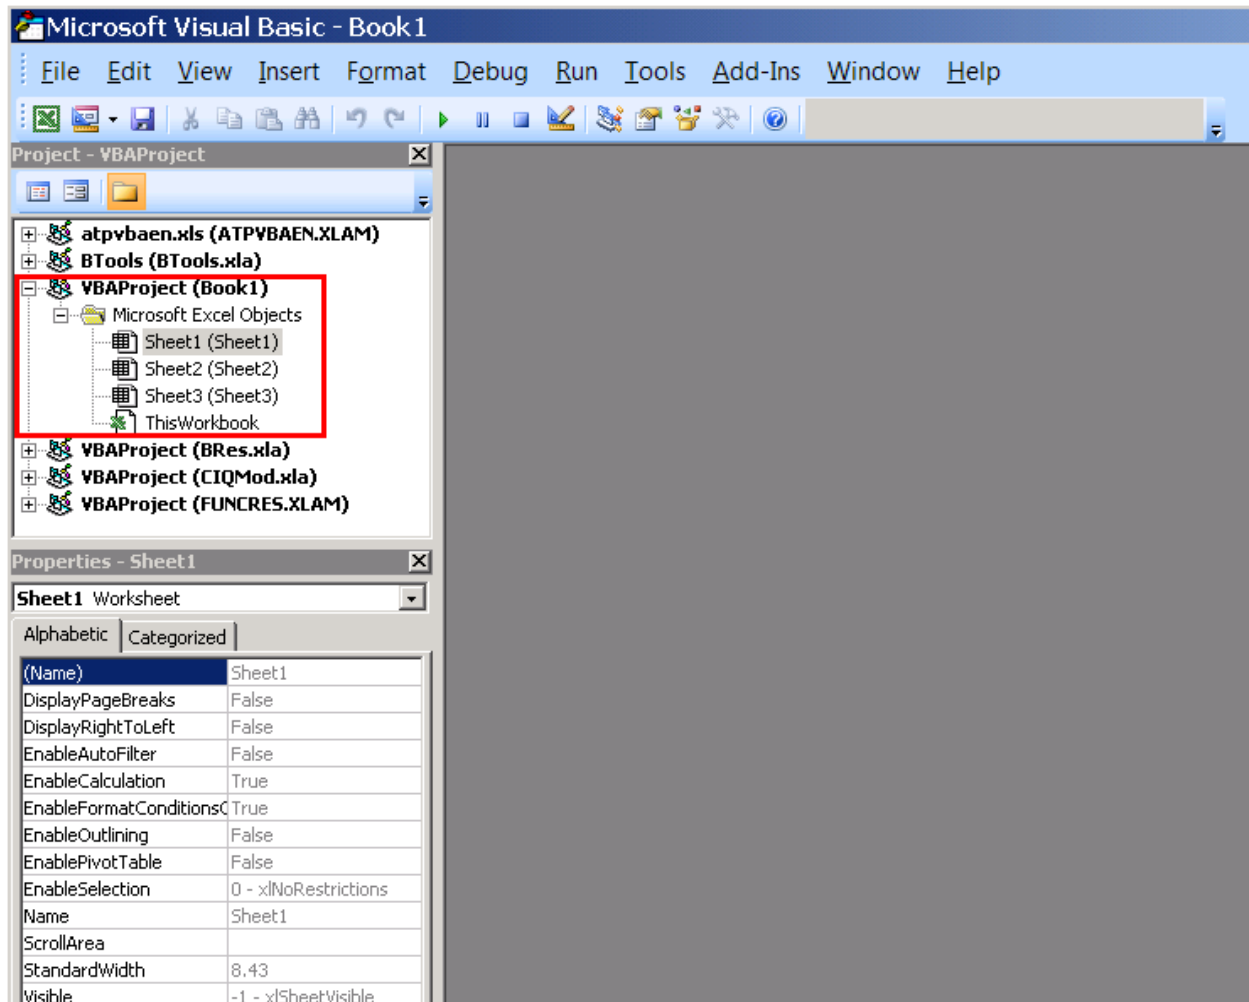 Microsoft Visual Basic - Book1
File Edit View Insert Format Debug Run Tools Add-Ins Window Help
Project - VBAProject
atpvbaen.xls (ATPVBAEN.XLAM)
BTools (BTools.xla)
VBAProject (Book1)
Microsoft Excel Objects
Sheet1 (Sheet1)
Sheet2 (Sheet2)
Sheet3 (Sheet3)
ThisWorkbook
VBAProject (BRes.xla)
VBAProject (CIQMod.xla)
VBAProject (FUNCRES.XLAM)
Properties - Sheet1
Sheet1 Worksheet
Alphabetic Categorized
(Name) Sheet1
DisplayPageBreaks False
DisplayRightToLeft False
EnableAutoFilter False
EnableCalculation True
EnableFormatConditionsC True
EnableOutlining False
EnablePivotTable False
EnableSelection 0 - xlNoRestrictions
Name Sheet1
ScrollArea
StandardWidth 8.43
Visible -1 - xlSheetVisible